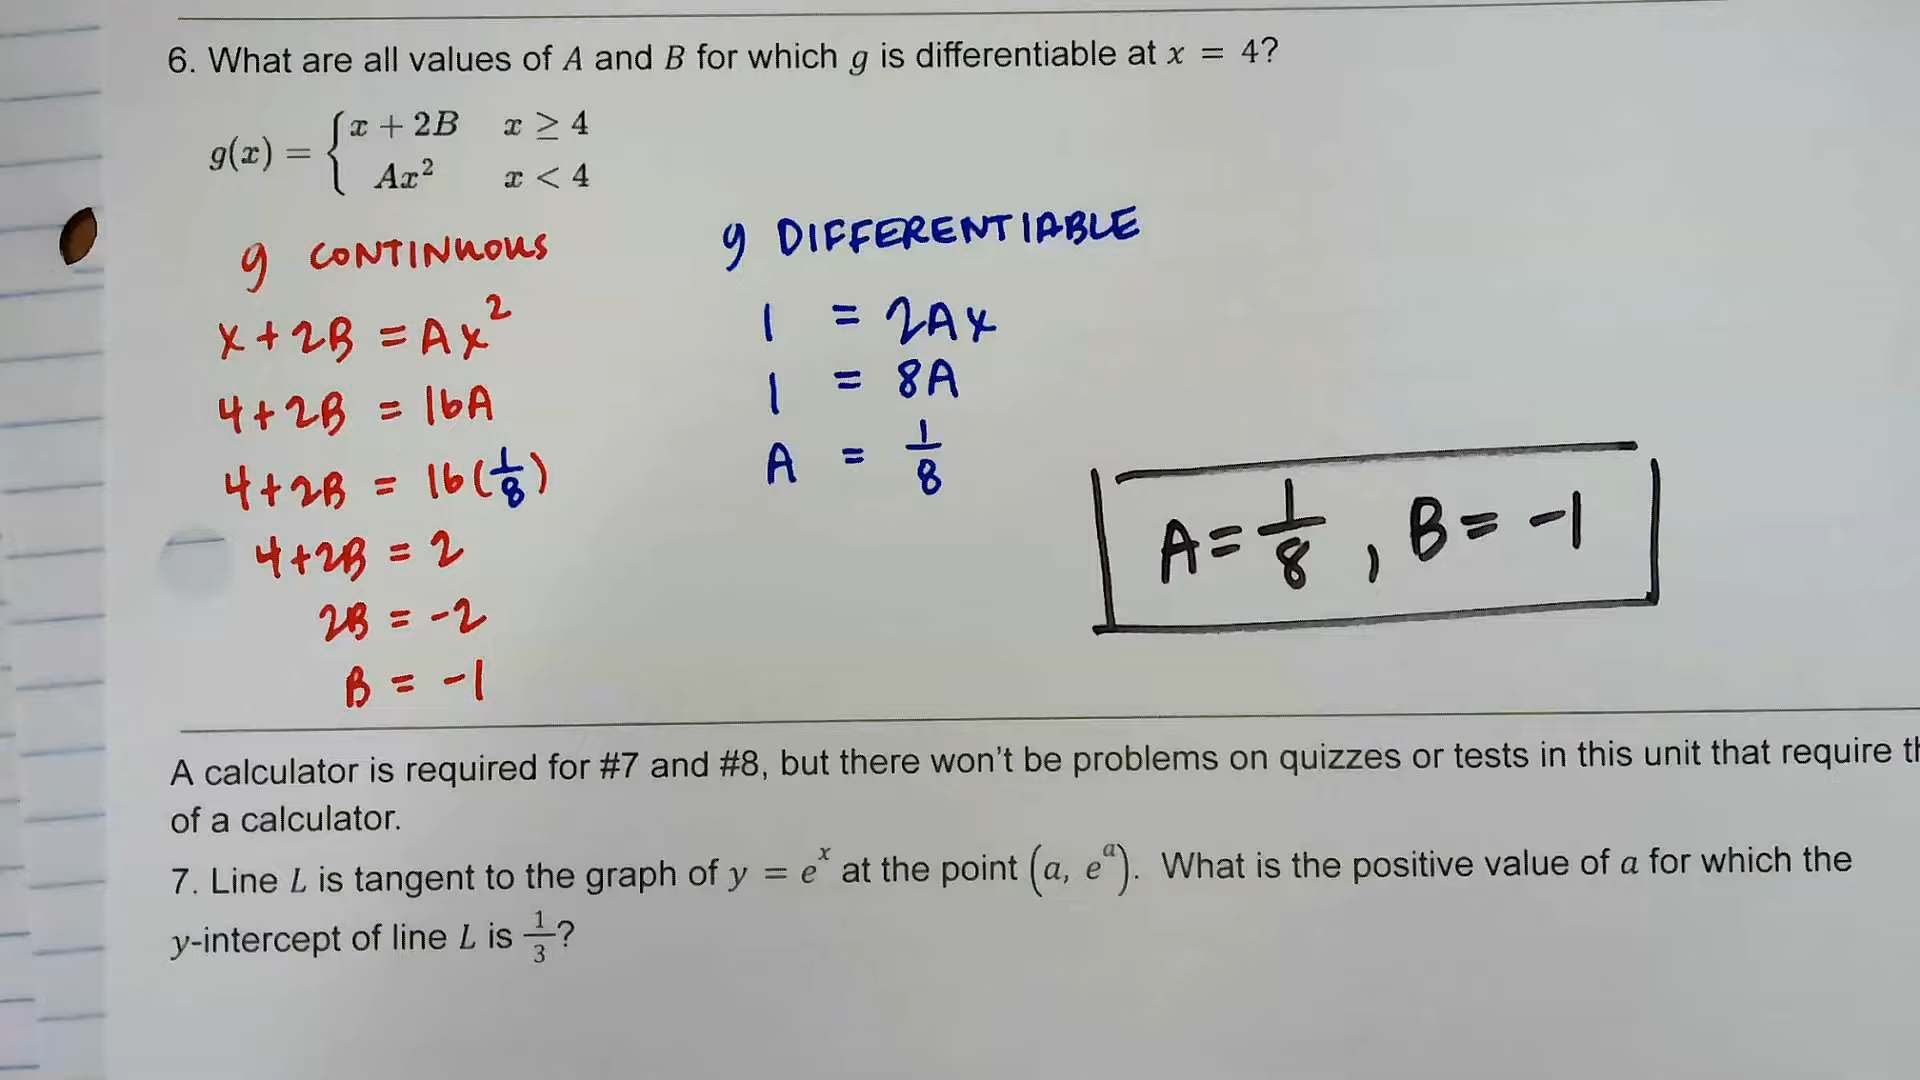 6. What are all values of A and B for which g is differentiable at x = 4?
g(x) = { x + 2B   x ≥ 4
Ax²   x < 4
g CONTINUOUS
x + 2B = Ax²
4 + 2B = 16A
4 + 2B = 16(1/8)
4 + 2B = 2
2B = -2
B = -1
g DIFFERENTIABLE
1 = 2Ax
1 = 8A
A = 1/8
A = 1/8 , B = -1
A calculator is required for #7 and #8, but there won't be problems on quizzes or tests in this unit that require
of a calculator.
7. Line L is tangent to the graph of y = eˣ at the point (a, eᵃ). What is the positive value of a for which the
y-intercept of line L is 1/3?